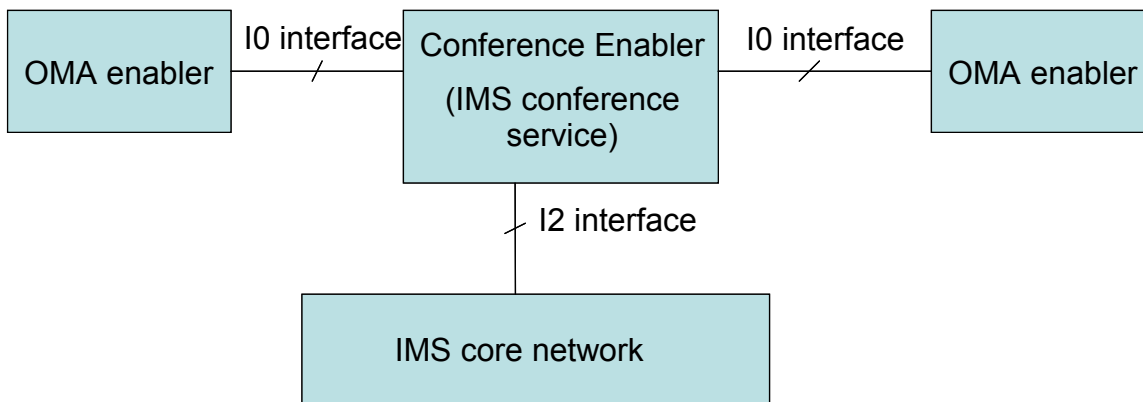 I0 interface
Conference Enabler
I0 interface
OMA enabler
(IMS conference
service)
OMA enabler
I2 interface
IMS core network